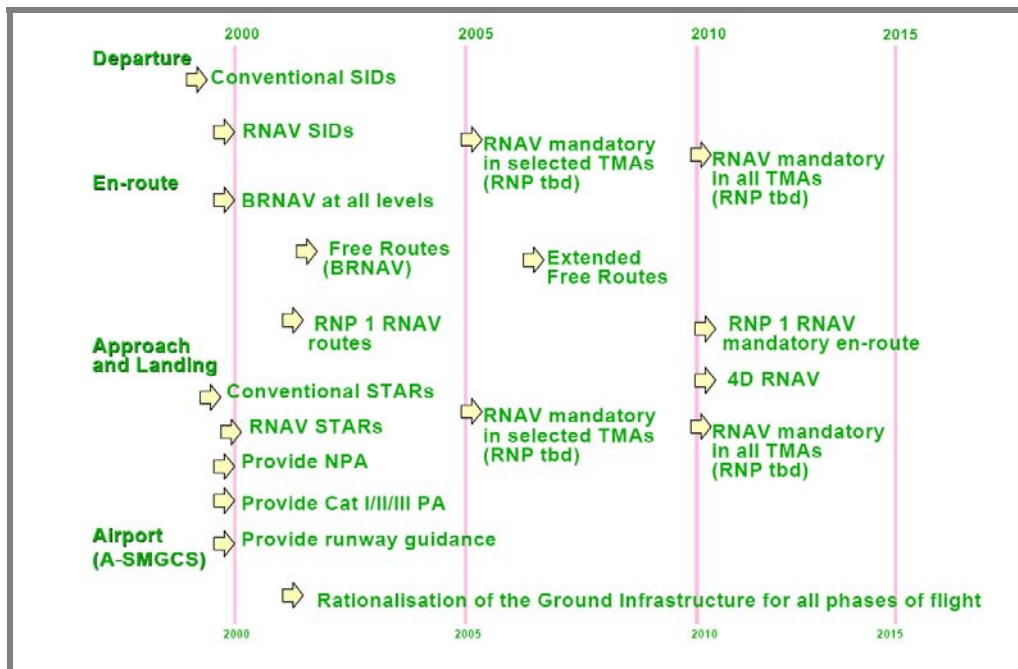 2000 2005 2010 2015
Departure
Conventional SIDs
RNAV SIDs
RNAV mandatory
in selected TMAs
(RNP tbd)
RNAV mandatory
in all TMAs
(RNP tbd)
En-route
BRNAV at all levels
Free Routes
(BRNAV)
Extended
Free Routes
RNP 1 RNAV
routes
RNP 1 RNAV
mandatory en-route
4D RNAV
Approach
and Landing
Conventional STARs
RNAV STARs
RNAV mandatory
in selected TMAs
(RNP tbd)
RNAV mandatory
in all TMAs
(RNP tbd)
Provide NPA
Provide Cat I/II/III PA
Airport
(A-SMGCS)
Provide runway guidance
Rationalisation of the Ground Infrastructure for all phases of flight
2000 2005 2010 2015